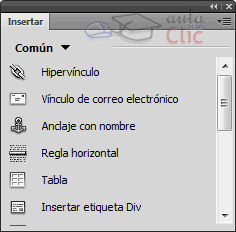 Insertar
aula
Clic
Común
Hipervínculo
Vínculo de correo electrónico
Anclaje con nombre
Regla horizontal
Tabla
Insertar etiqueta Div